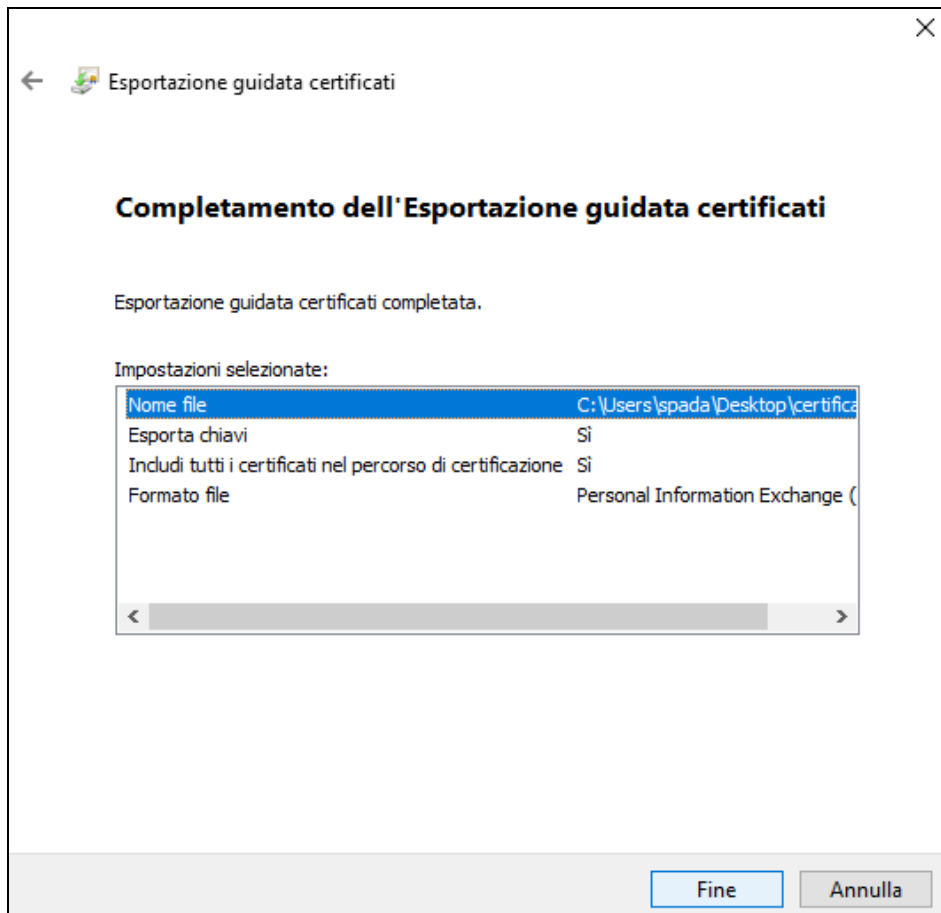 Esportazione guidata certificati
Completamento dell'Esportazione guidata certificati
Esportazione guidata certificati completata.
Impostazioni selezionate:
Nome file C:\Users\spada\Desktop\certifica
Esporta chiavi Sì
Includi tutti i certificati nel percorso di certificazione Sì
Formato file Personal Information Exchange (
Fine Annulla